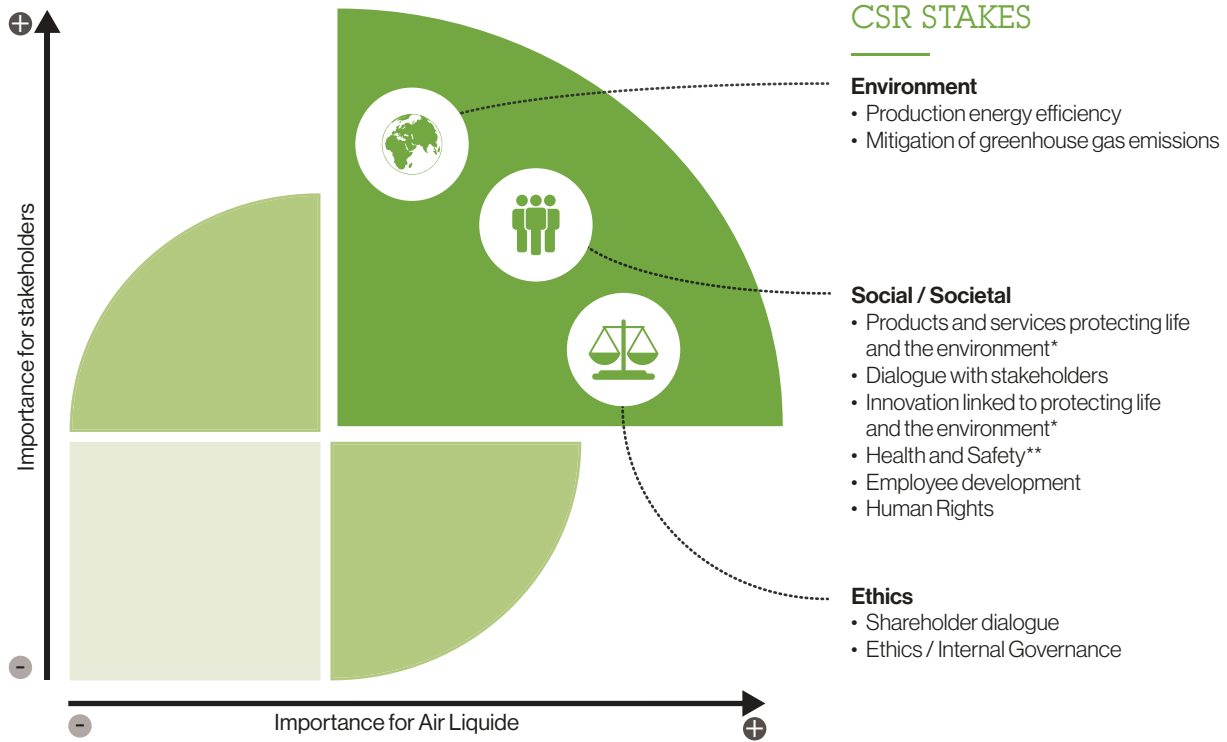 CSR STAKES
Environment
• Production energy efficiency
• Mitigation of greenhouse gas emissions
Social / Societal
• Products and services protecting life
and the environment*
• Dialogue with stakeholders
• Innovation linked to protecting life
and the environment*
• Health and Safety**
• Employee development
• Human Rights
Ethics
• Shareholder dialogue
• Ethics / Internal Governance
+
Importance for stakeholders
-
-
Importance for Air Liquide
+